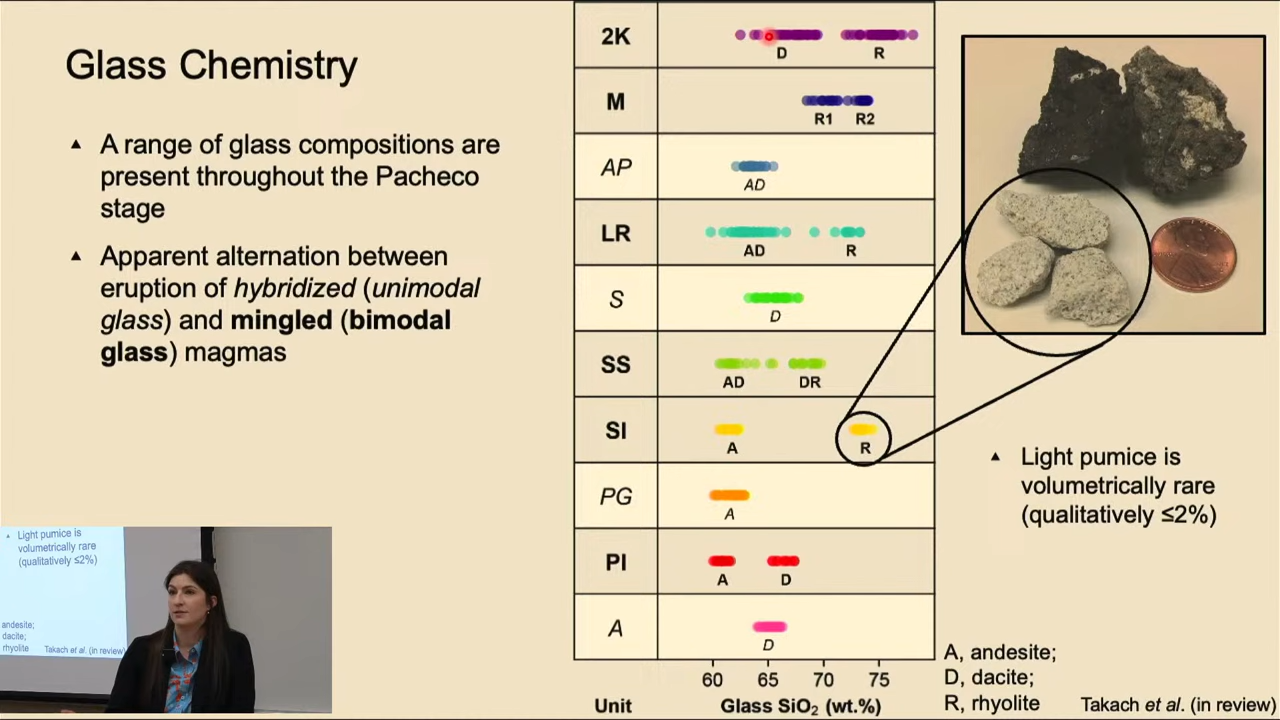 Glass Chemistry
▲ A range of glass compositions are
present throughout the Pacheco
stage
▲ Apparent alternation between
eruption of hybridized (unimodal
glass) and mingled (bimodal
glass) magmas
2K
D R
M
R1 R2
AP
AD
LR
AD R
S
D
SS
AD DR
SI
A R
PG
A
PI
A D
A
D
60 65 70 75
Unit Glass SiO₂ (wt.%)
▲ Light pumice is
volumetrically rare
(qualitatively ≤2%)
A, andesite;
D, dacite;
R, rhyolite
Takach et al. (in review)
▲ Light pumice is
volumetrically rare
(qualitatively ≤2%)
andesite;
dacite;
rhyolite Takach et al. (in review)